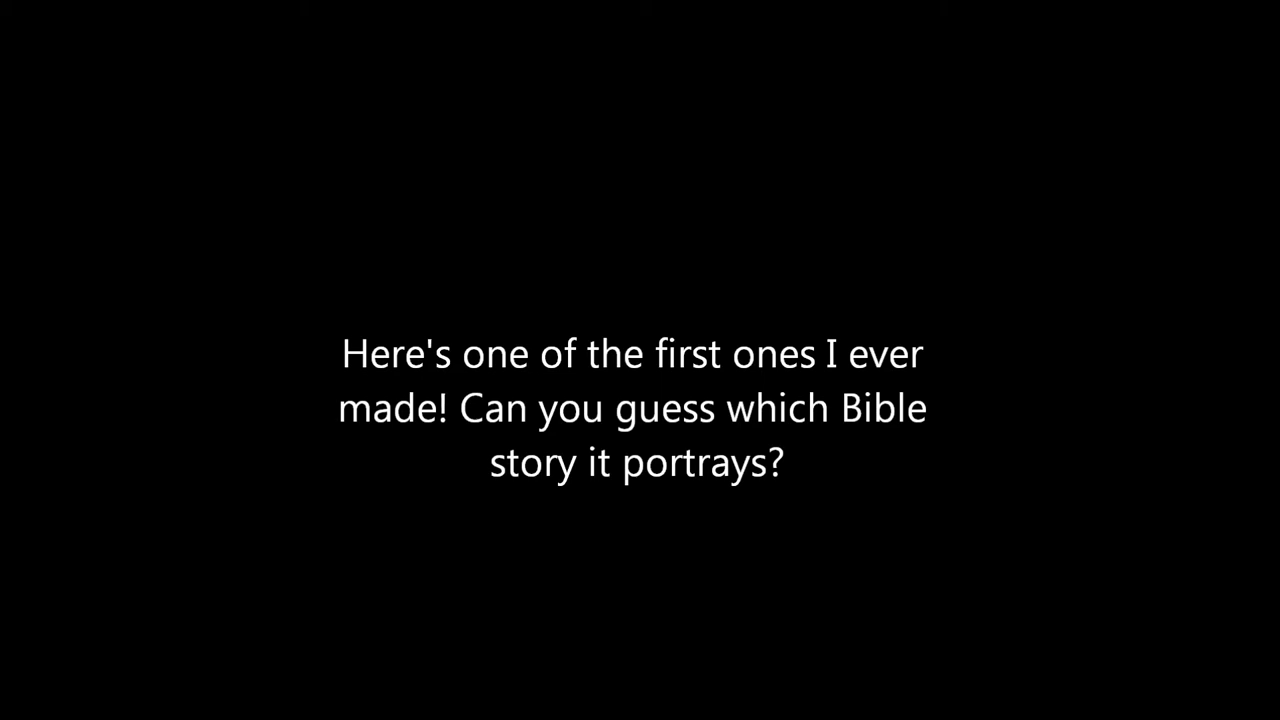 Here's one of the first ones I ever
made! Can you guess which Bible
story it portrays?